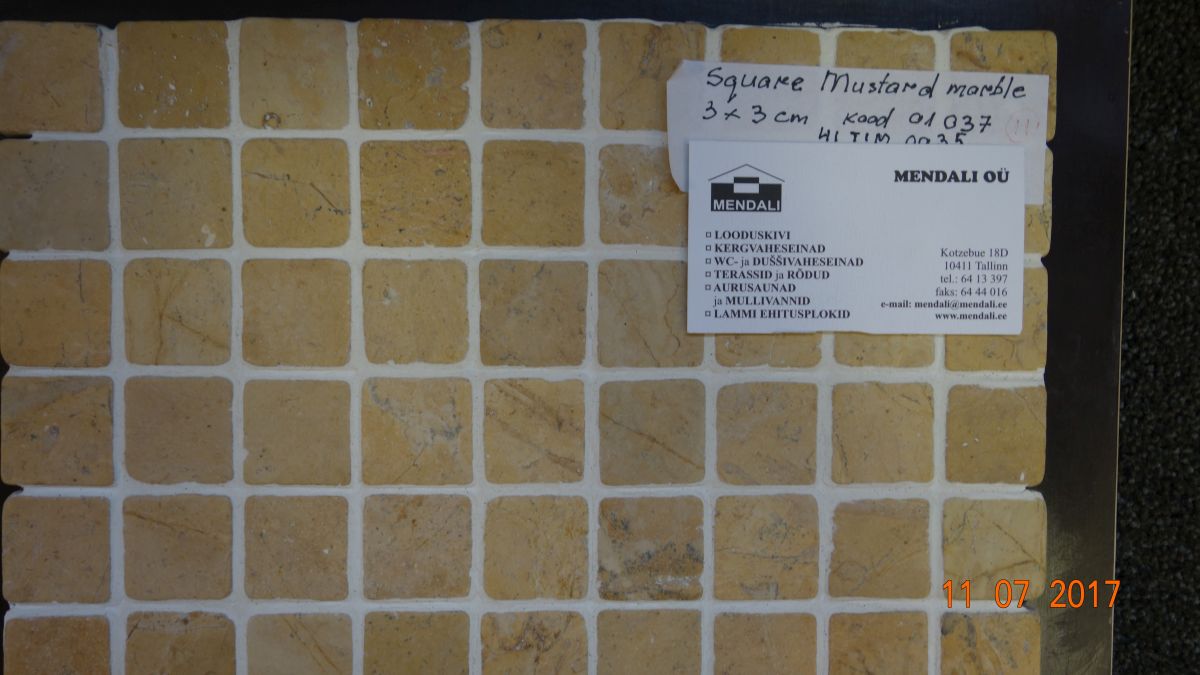 Square Mustard marble
3 x 3 cm kood 01 037
MENDALI OÜ
MENDALI
LOODUSKIVI
KERGVAHESEINAD
WC- ja DUŠŠIVAHESEINAD
TERASSID ja RÕDUD
AURUSAUNAD
ja MULLIVANNID
LAMMI EHITUSPLOKID
Kotzebue 18D
10411 Tallinn
tel.: 64 13 397
faks: 64 44 016
e-mail: mendali@mendali.ee
www.mendali.ee
11 07 2017